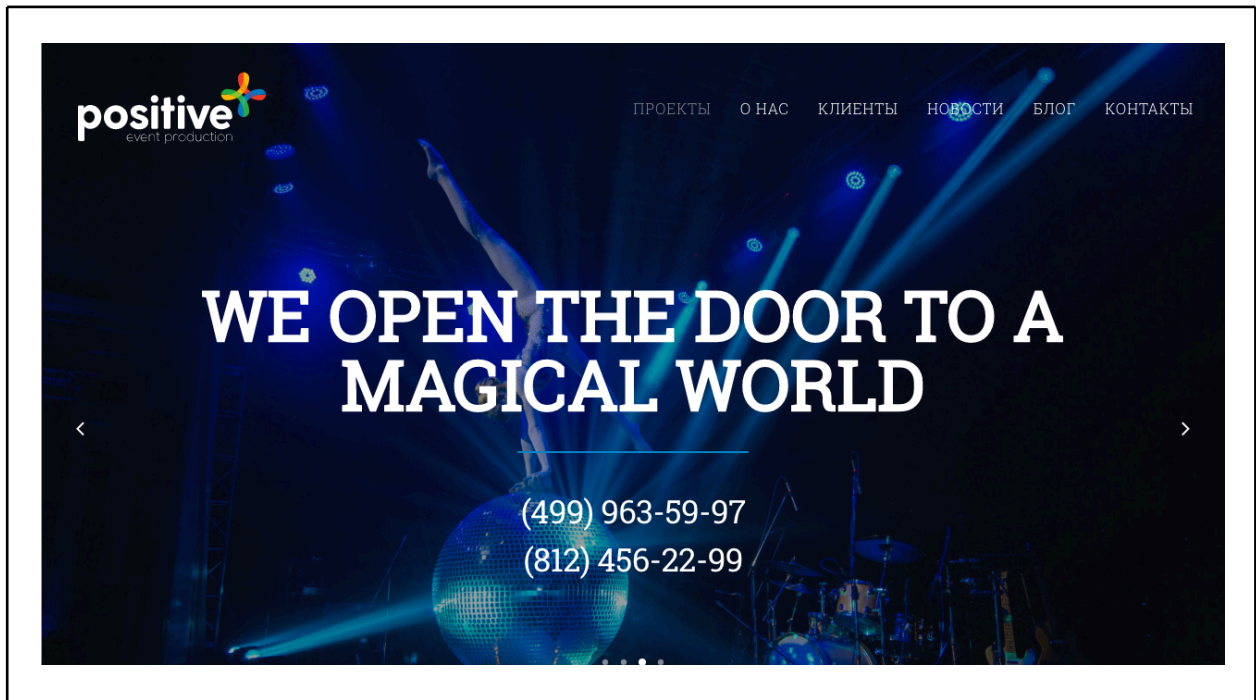 positive
event production
ПРОЕКТЫ О НАС КЛИЕНТЫ НОВОСТИ БЛОГ КОНТАКТЫ
WE OPEN THE DOOR TO A
MAGICAL WORLD
(499) 963-59-97
(812) 456-22-99